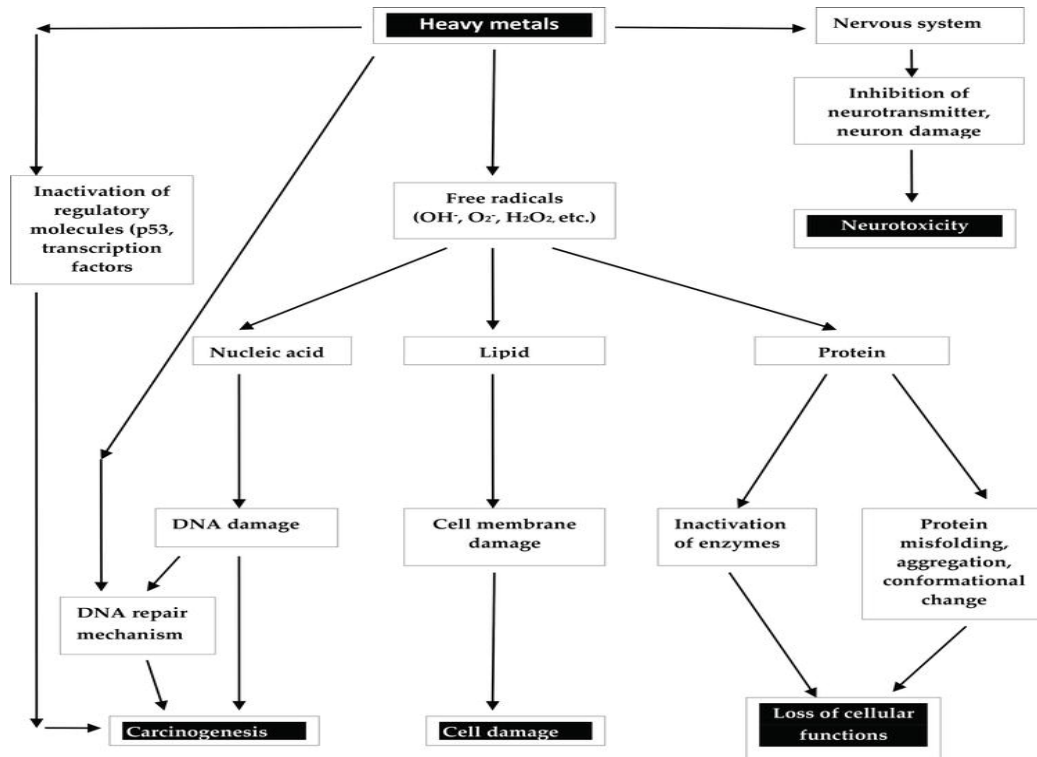 Heavy metals
Nervous system
Inhibition of
neurotransmitter,
neuron damage
Neurotoxicity
Inactivation of
regulatory
molecules (p53,
transcription
factors
Free radicals
(OH⁻, O₂⁻, H₂O₂, etc.)
Nucleic acid
Lipid
Protein
DNA damage
Cell membrane
damage
Inactivation
of enzymes
Protein
misfolding,
aggregation,
conformational
change
DNA repair
mechanism
Carcinogenesis
Cell damage
Loss of cellular
functions